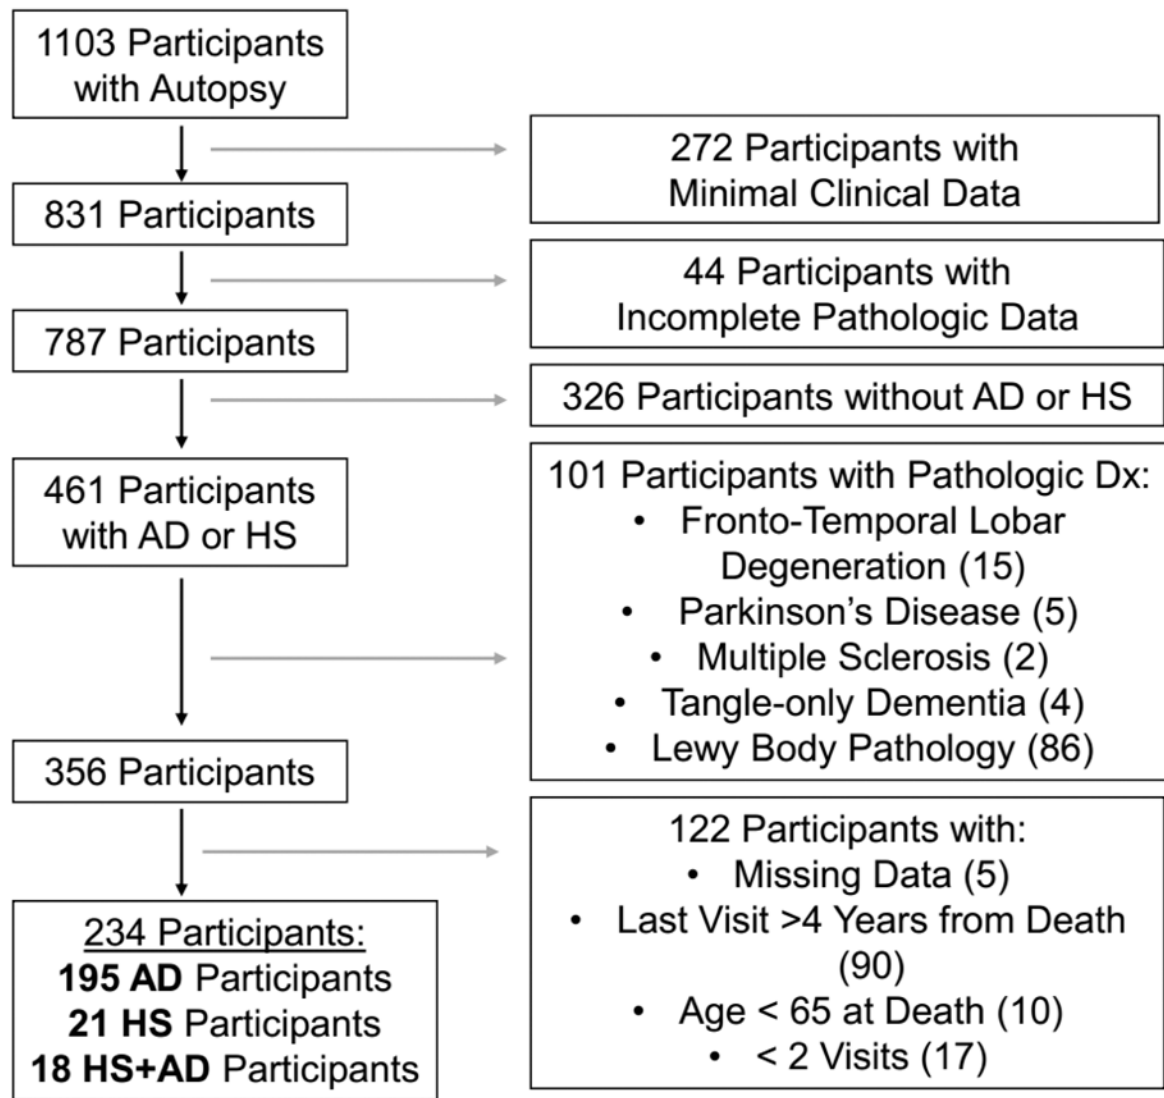 1103 Participants
with Autopsy
272 Participants with
Minimal Clinical Data
831 Participants
44 Participants with
Incomplete Pathologic Data
787 Participants
326 Participants without AD or HS
461 Participants
with AD or HS
101 Participants with Pathologic Dx:
• Fronto-Temporal Lobar
Degeneration (15)
• Parkinson's Disease (5)
• Multiple Sclerosis (2)
• Tangle-only Dementia (4)
• Lewy Body Pathology (86)
356 Participants
122 Participants with:
• Missing Data (5)
• Last Visit >4 Years from Death
(90)
• Age < 65 at Death (10)
• < 2 Visits (17)
234 Participants:
195 AD Participants
21 HS Participants
18 HS+AD Participants